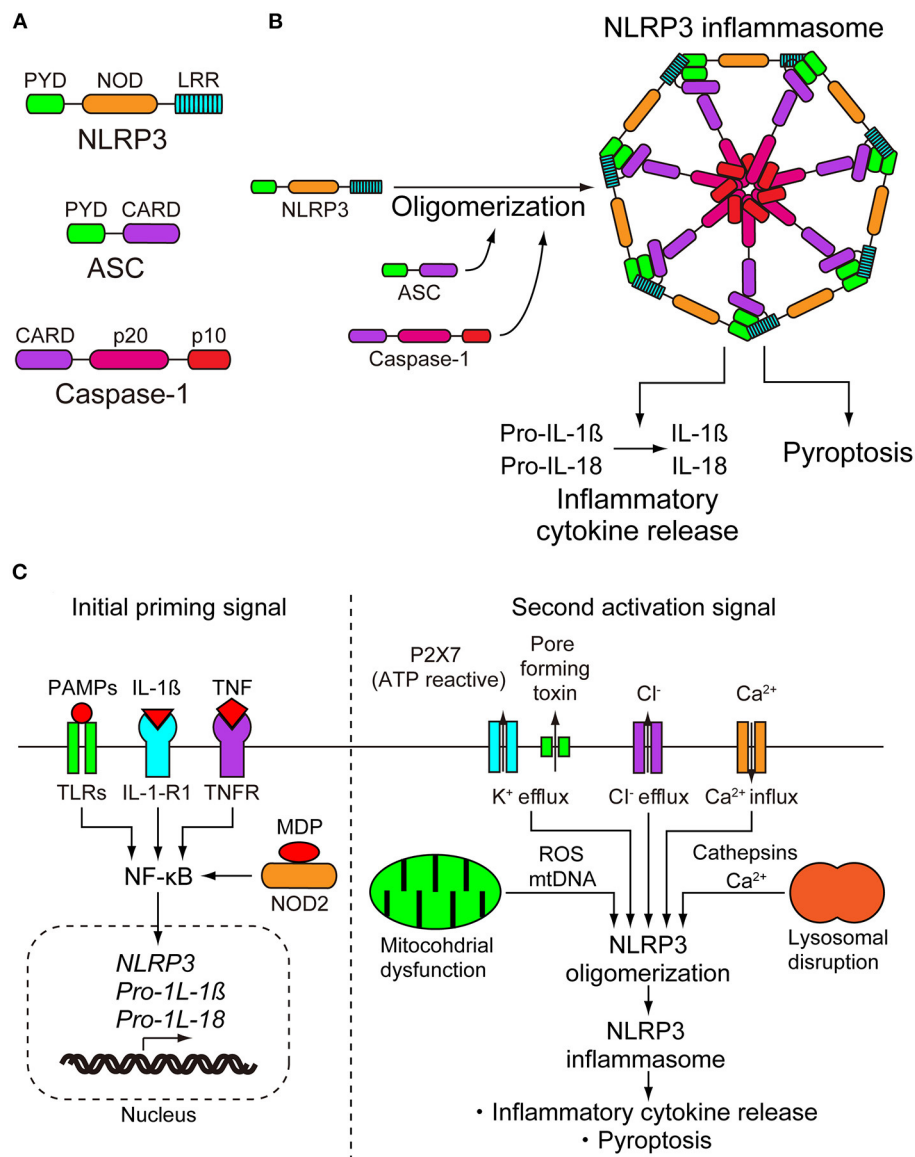 A
PYD NOD LRR
NLRP3
PYD CARD
ASC
CARD p20 p10
Caspase-1
B
NLRP3 inflammasome
NLRP3
Oligomerization
ASC
Caspase-1
Pro-IL-1ß IL-1ß
Pro-IL-18 IL-18
Inflammatory
cytokine release
Pyroptosis
C
Initial priming signal
PAMPs IL-1ß TNF
TLRs IL-1-R1 TNFR
NF-κB
MDP
NOD2
NLRP3
Pro-1L-1ß
Pro-1L-18
Nucleus
Second activation signal
P2X7
(ATP reactive)
Pore
forming
toxin
Cl⁻
Ca²⁺
K⁺ efflux Cl⁻ efflux Ca²⁺ influx
ROS
mtDNA
Cathepsins
Ca²⁺
Mitocohdrial
dysfunction
Lysosomal
disruption
NLRP3
oligomerization
NLRP3
inflammasome
• Inflammatory cytokine release
• Pyroptosis